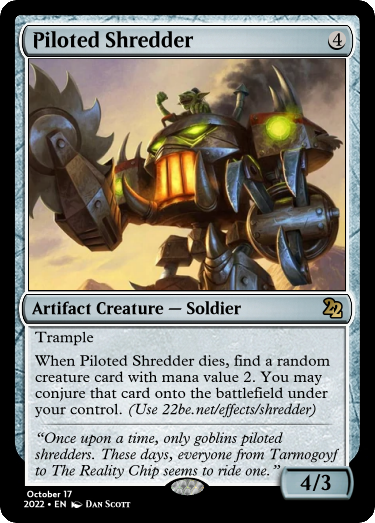 Piloted Shredder 4
Artifact Creature — Soldier 22
Trample
When Piloted Shredder dies, find a random
creature card with mana value 2. You may
conjure that card onto the battlefield under
your control. (Use 22be.net/effects/shredder)
“Once upon a time, only goblins piloted
shredders. These days, everyone from Tarmogoyf
to The Reality Chip seems to ride one.”
4/3
October 17
2022 • EN Dan Scott